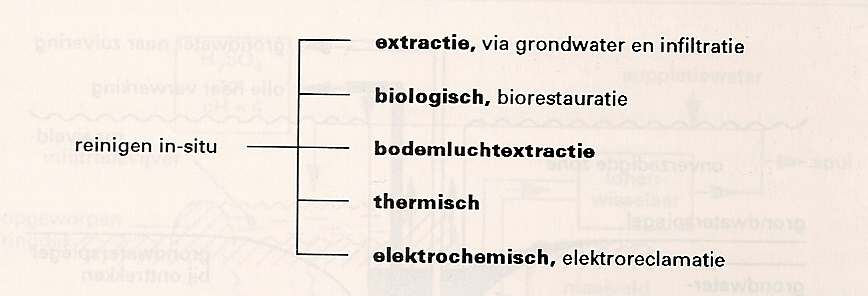 extractie, via grondwater en infiltratie
biologisch, biorestauratie
reinigen in-situ
bodemluchtextractie
thermisch
elektrochemisch, elektroreclamatie